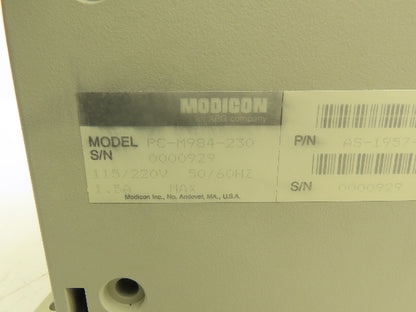 MODICON
an AEG company
MODEL PC-M984-230
S/N 0000929
115/220V 50/60HZ
1.5A MAX
Modicon Inc., No. Andover, MA., U.S.A.
P/N AS-1957-
S/N 0000929